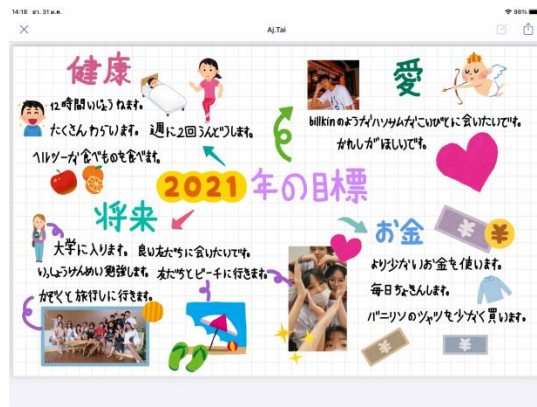 14:18 อา. 31 ม.ค.
98%
Aj.Tai
健康
12時間いじょうねます。
たくさんわらいます。
週に2回うんどうします。
ヘルシーな食べものを食べます。
愛
billkinのようなハンサムなこいびとに会いたいです。
かれしがほしいです。
2021年の目標
将来
大学に入ります。
良い友だちに会いたいです。
いっしょうけんめい勉強します。
友だちとビーチに行きます。
かぞくと旅行しに行きます。
お金
¥
¥
より少ないお金を使います。
毎日ちょきんします。
バーニソのシャツを少なく買います。
¥
¥